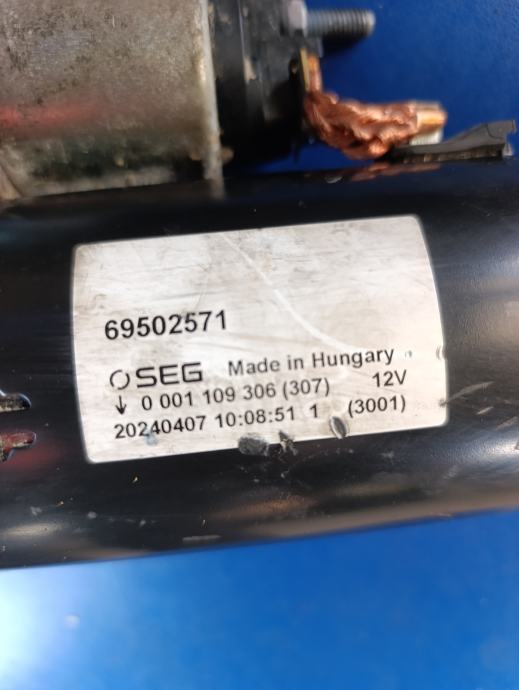 69502571
SEG Made in Hungary
↓ 0 001 109 306 (307) 12V
20240407 10:08:51 1 (3001)